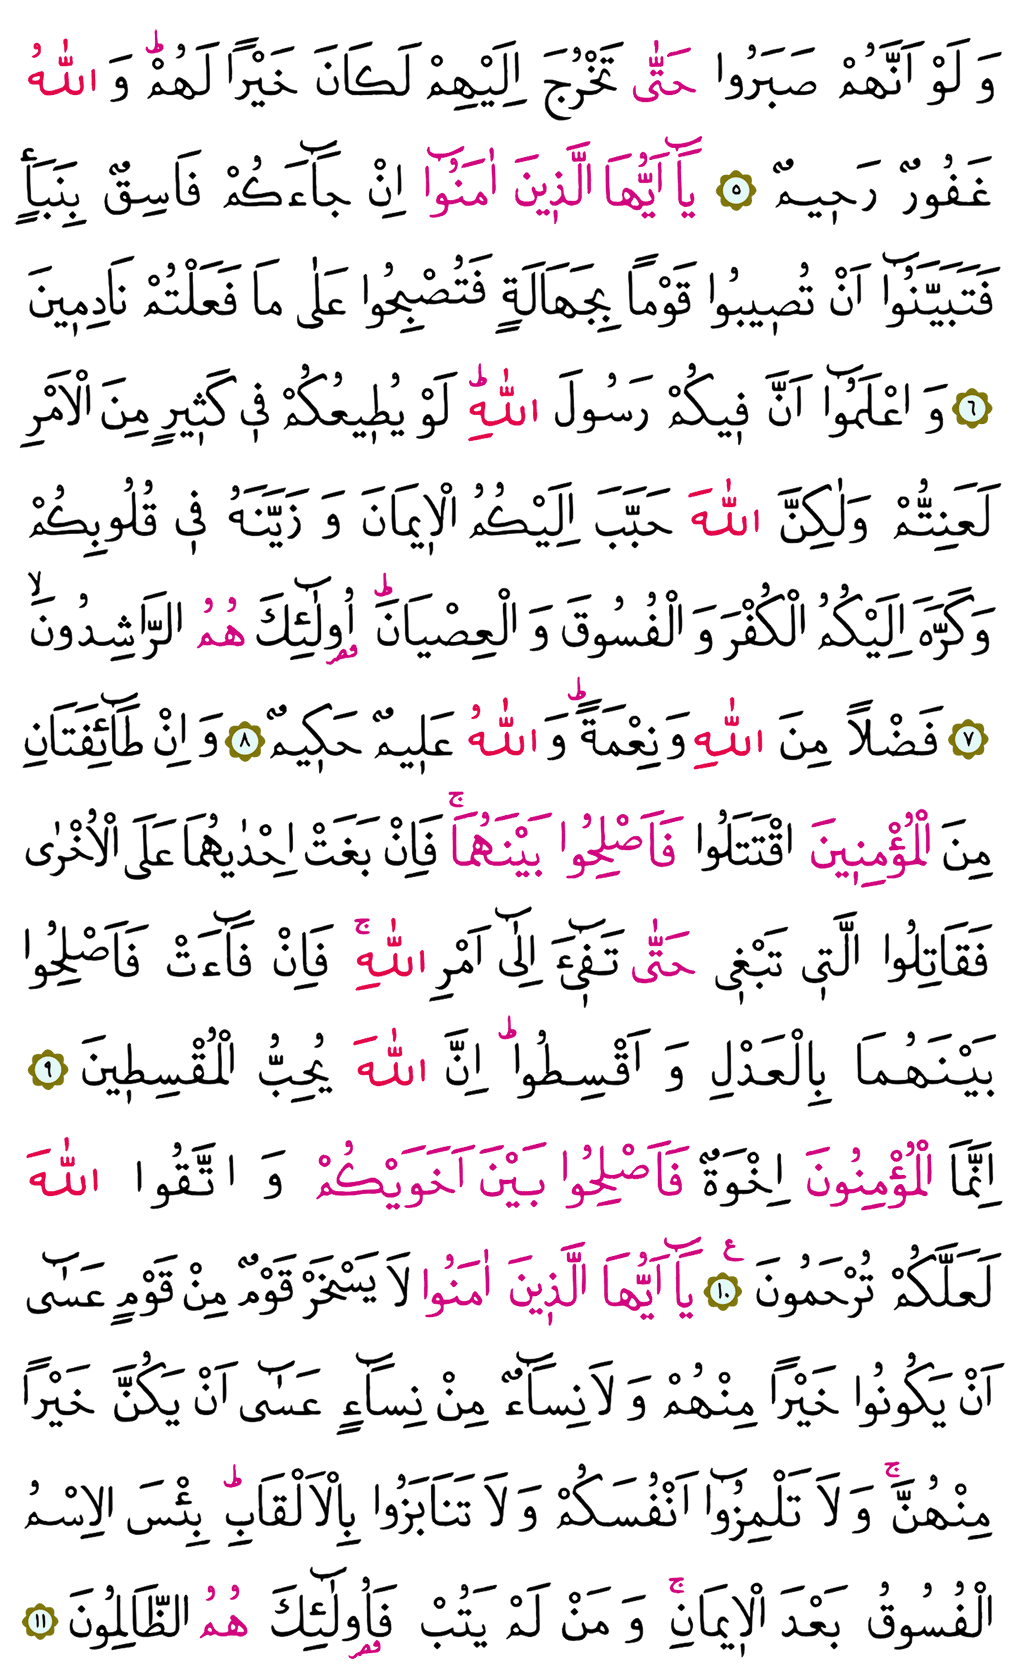 وَ لَوْ اَنَّهُمْ صَبَرُوا حَتّٰى تَخْرُجَ اِلَيْهِمْ لَكَانَ خَيْرًا لَهُمْۜ وَ اللّٰهُ
غَفُورٌ رَحٖيمٌ ﴿٥﴾ يَٓا اَيُّهَا الَّذٖينَ اٰمَنُٓوا اِنْ جَٓاءَكُمْ فَاسِقٌ بِنَبَأٍ
فَتَبَيَّنُٓوا اَنْ تُصٖيبُوا قَوْمًا بِجَهَالَةٍ فَتُصْبِحُوا عَلٰى مَا فَعَلْتُمْ نَادِمٖينَ
﴿٦﴾ وَ اعْلَمُٓوا اَنَّ فٖيكُمْ رَسُولَ اللّٰهِۜ لَوْ يُطٖيعُكُمْ فٖى كَثٖيرٍ مِنَ الْاَمْرِ
لَعَنِتُّمْ وَلٰكِنَّ اللّٰهَ حَبَّبَ اِلَيْكُمُ الْاٖيمَانَ وَ زَيَّنَهُ فٖى قُلُوبِكُمْ
وَكَرَّهَ اِلَيْكُمُ الْكُفْرَ وَ الْفُسُوقَ وَ الْعِصْيَانَۜ اُو۬لٰٓئِكَ هُمُ الرَّاشِدُونَۙ
﴿٧﴾ فَضْلًا مِنَ اللّٰهِ وَ نِعْمَةًۜ وَ اللّٰهُ عَلٖيمٌ حَكٖيمٌ ﴿٨﴾ وَ اِنْ طَٓائِفَتَانِ
مِنَ الْمُؤْمِنٖينَ اقْتَتَلُوا فَاَصْلِحُوا بَيْنَهُمَاۚ فَاِنْ بَغَتْ اِحْدٰيهُمَا عَلَى الْاُخْرٰى
فَقَاتِلُوا الَّتٖى تَبْغٖى حَتّٰى تَفٖٓىءَ اِلٰٓى اَمْرِ اللّٰهِۚ فَاِنْ فَٓاءَتْ فَاَصْلِحُوا
بَيْنَهُمَا بِالْعَدْلِ وَ اَقْسِطُواۜ اِنَّ اللّٰهَ يُحِبُّ الْمُقْسِطٖينَ ﴿٩﴾
اِنَّمَا الْمُؤْمِنُونَ اِخْوَةٌ فَاَصْلِحُوا بَيْنَ اَخَوَيْكُمْ وَ اتَّقُوا اللّٰهَ
لَعَلَّكُمْ تُرْحَمُونَ ﴿١٠﴾ ع يَٓا اَيُّهَا الَّذٖينَ اٰمَنُوا لَا يَسْخَرْ قَوْمٌ مِنْ قَوْمٍ عَسٰٓى
اَنْ يَكُونُوا خَيْرًا مِنْهُمْ وَ لَا نِسَٓاءٌ مِنْ نِسَٓاءٍ عَسٰٓى اَنْ يَكُنَّ خَيْرًا
مِنْهُنَّۚ وَ لَا تَلْمِزُٓوا اَنْفُسَكُمْ وَ لَا تَنَابَزُوا بِالْاَلْقَابِۜ بِئْسَ الِاسْمُ
الْفُسُوقُ بَعْدَ الْاٖيمَانِۚ وَ مَنْ لَمْ يَتُبْ فَاُو۬لٰٓئِكَ هُمُ الظَّالِمُونَ ﴿١١﴾